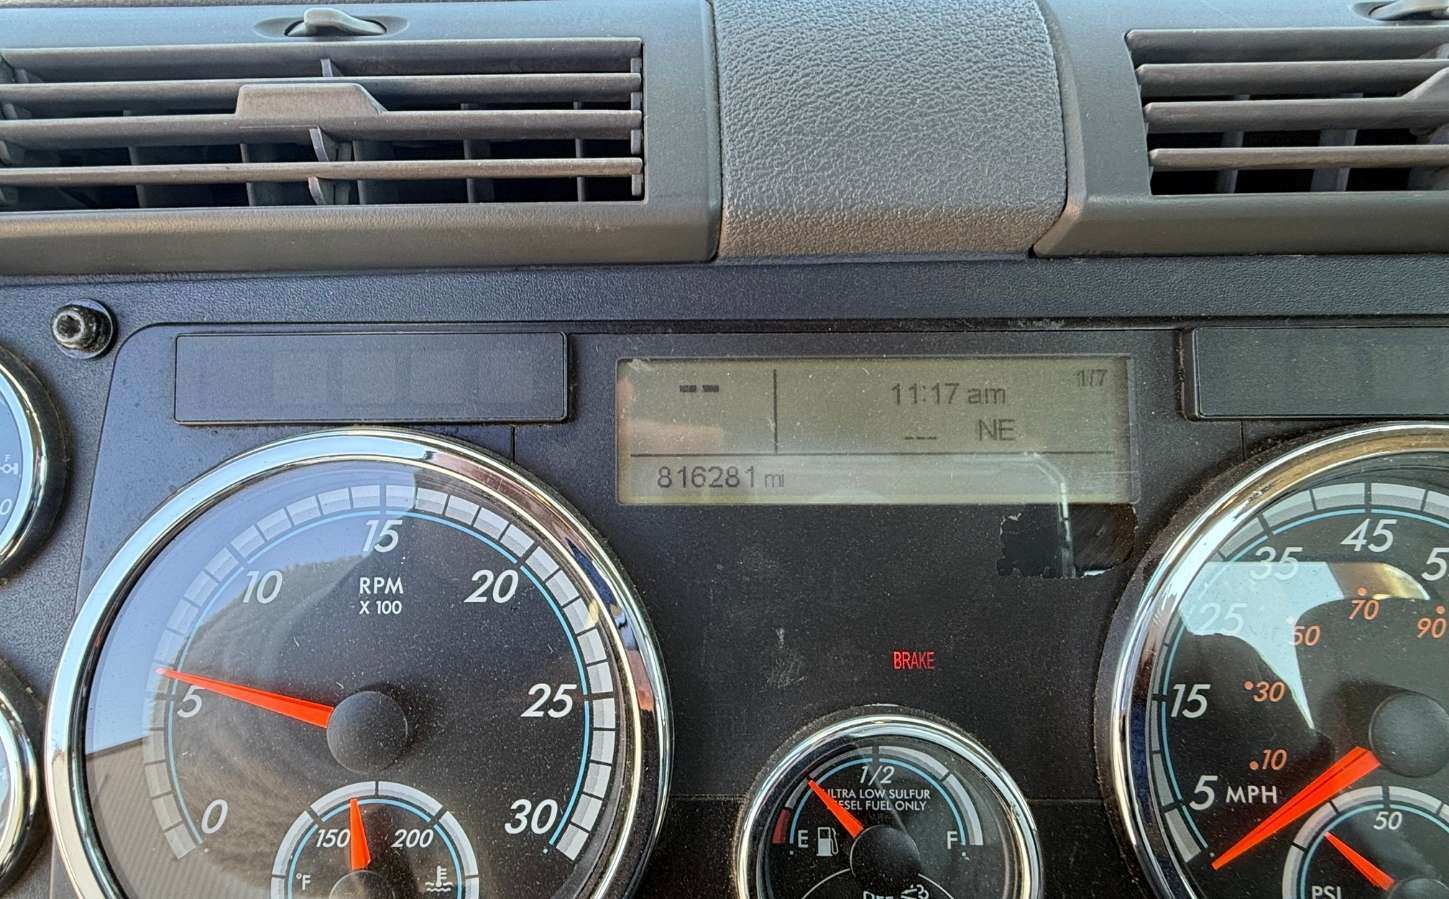 -- --
11:17 am
1/7
--- NE
816281 mi
15
10
20
RPM
X 100
5
25
0
30
150
200
°F
BRAKE
1/2
ULTRA LOW SULFUR
DIESEL FUEL ONLY
E
F
45
35
25
70
50
90
15
30
10
5 MPH
50
PSI